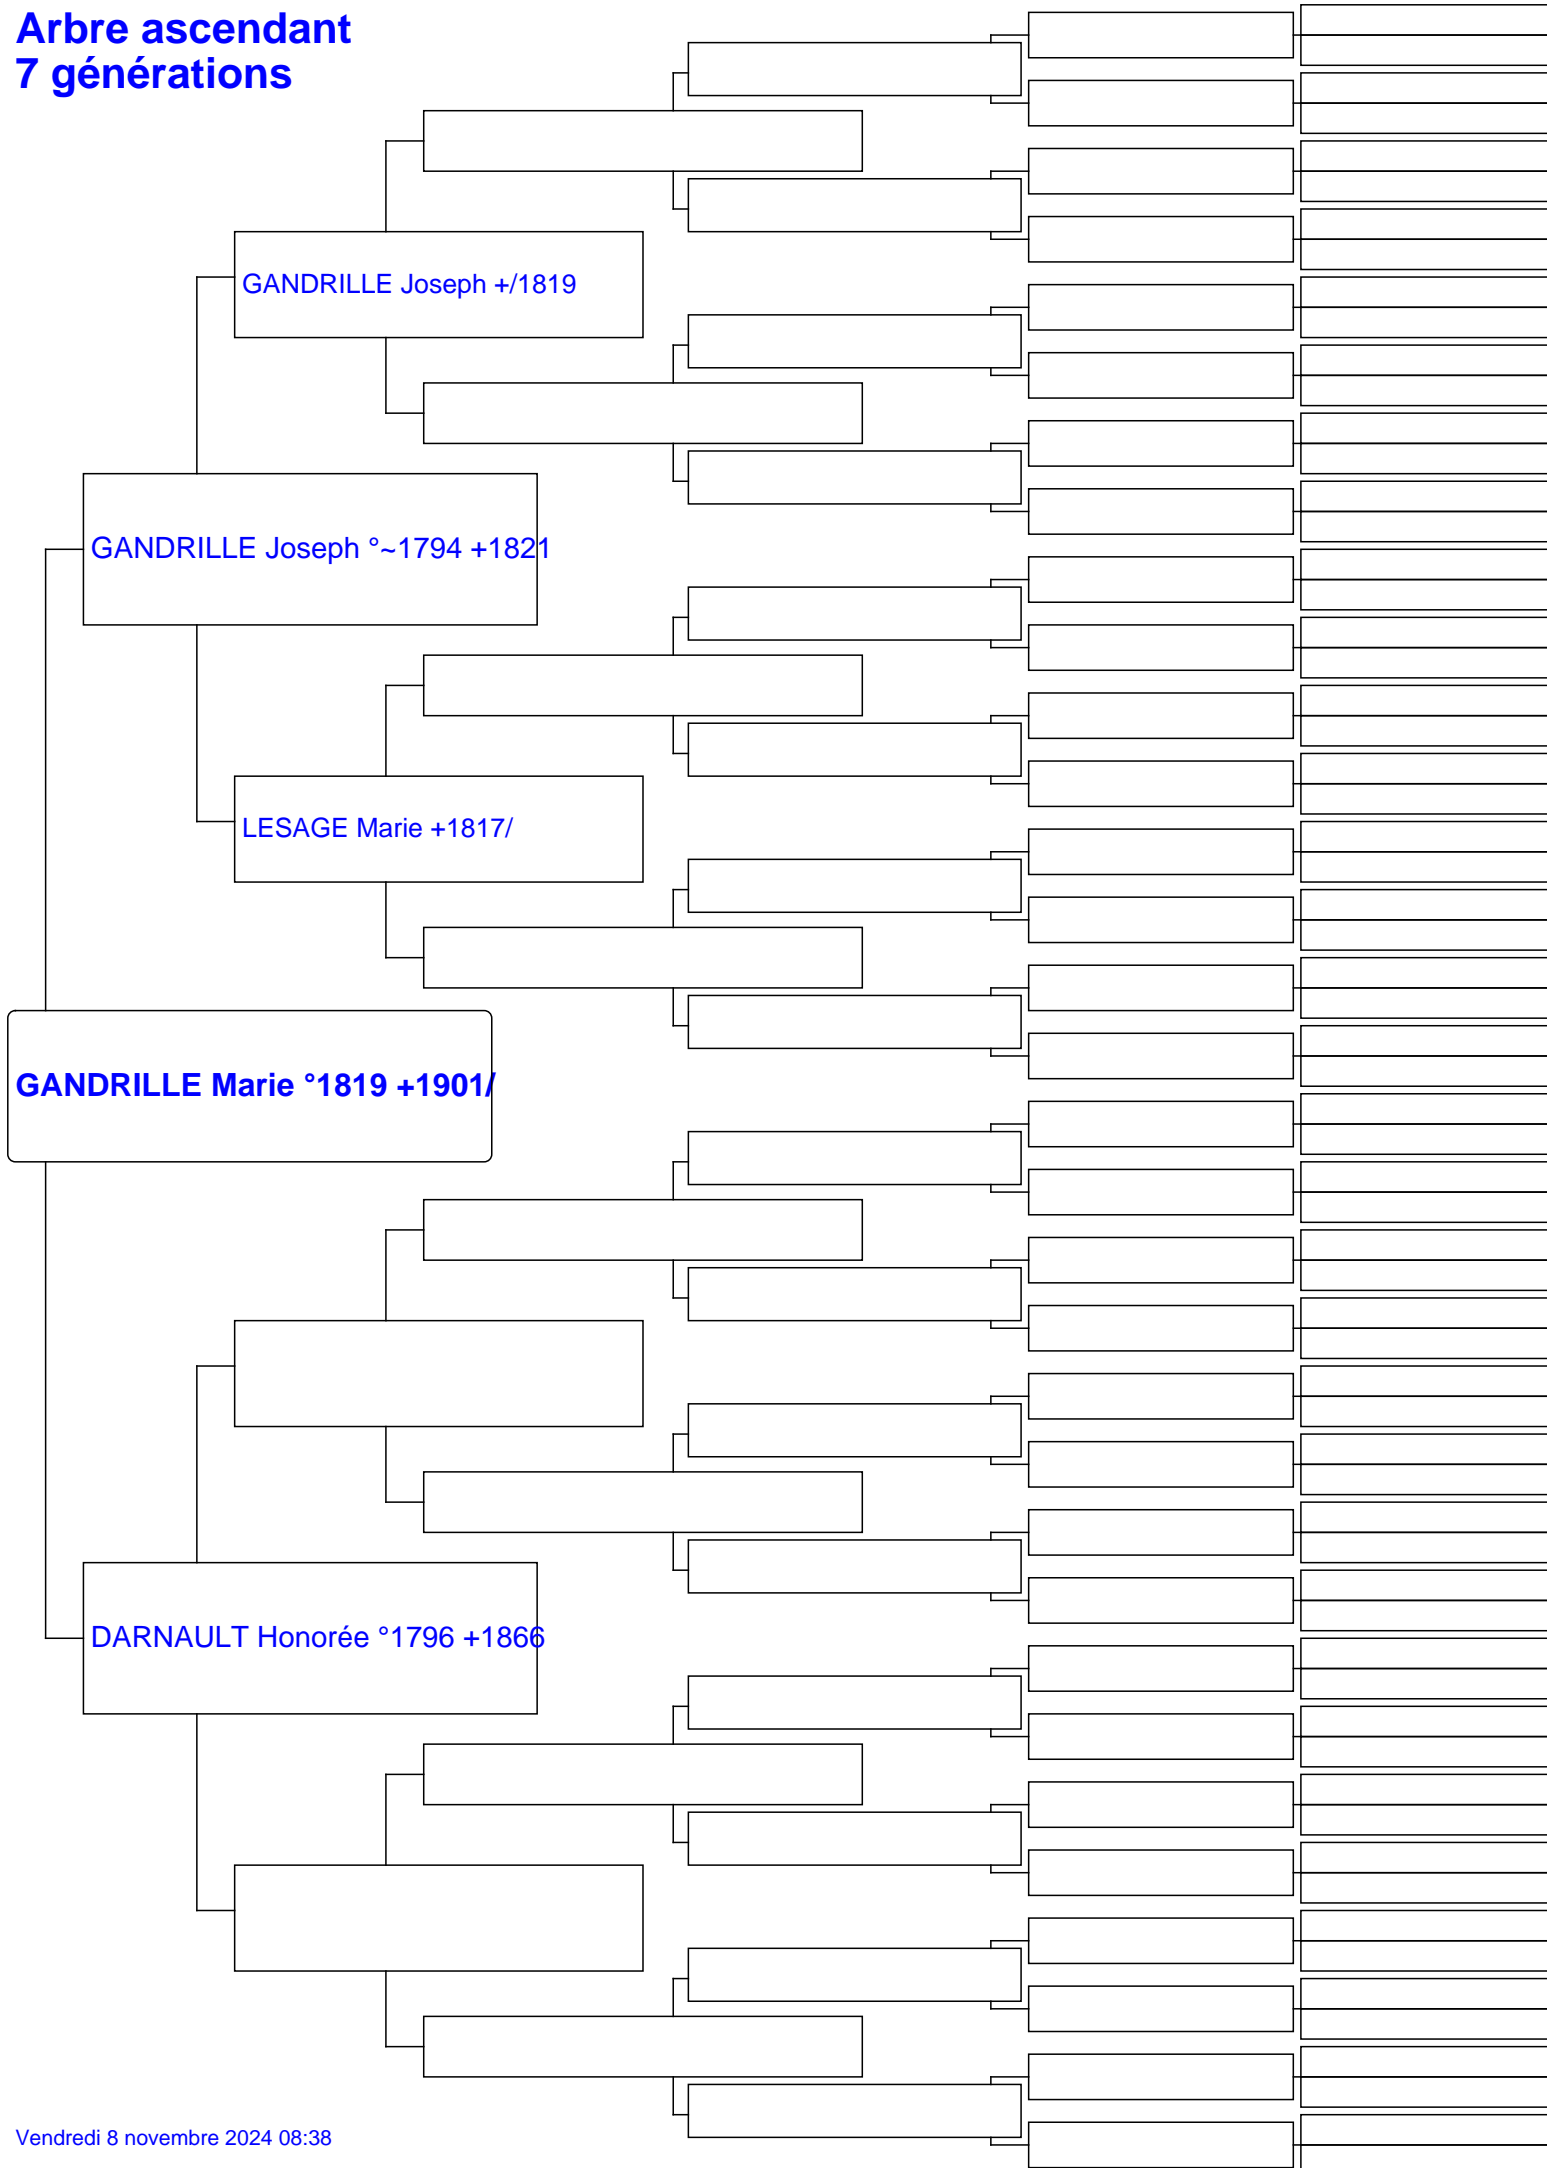 Arbre ascendant
7 générations
GANDRILLE Joseph +/1819
GANDRILLE Joseph °~1794 +1821
LESAGE Marie +1817/
GANDRILLE Marie °1819 +1901/
DARNAULT Honorée °1796 +1866
Vendredi 8 novembre 2024 08:38